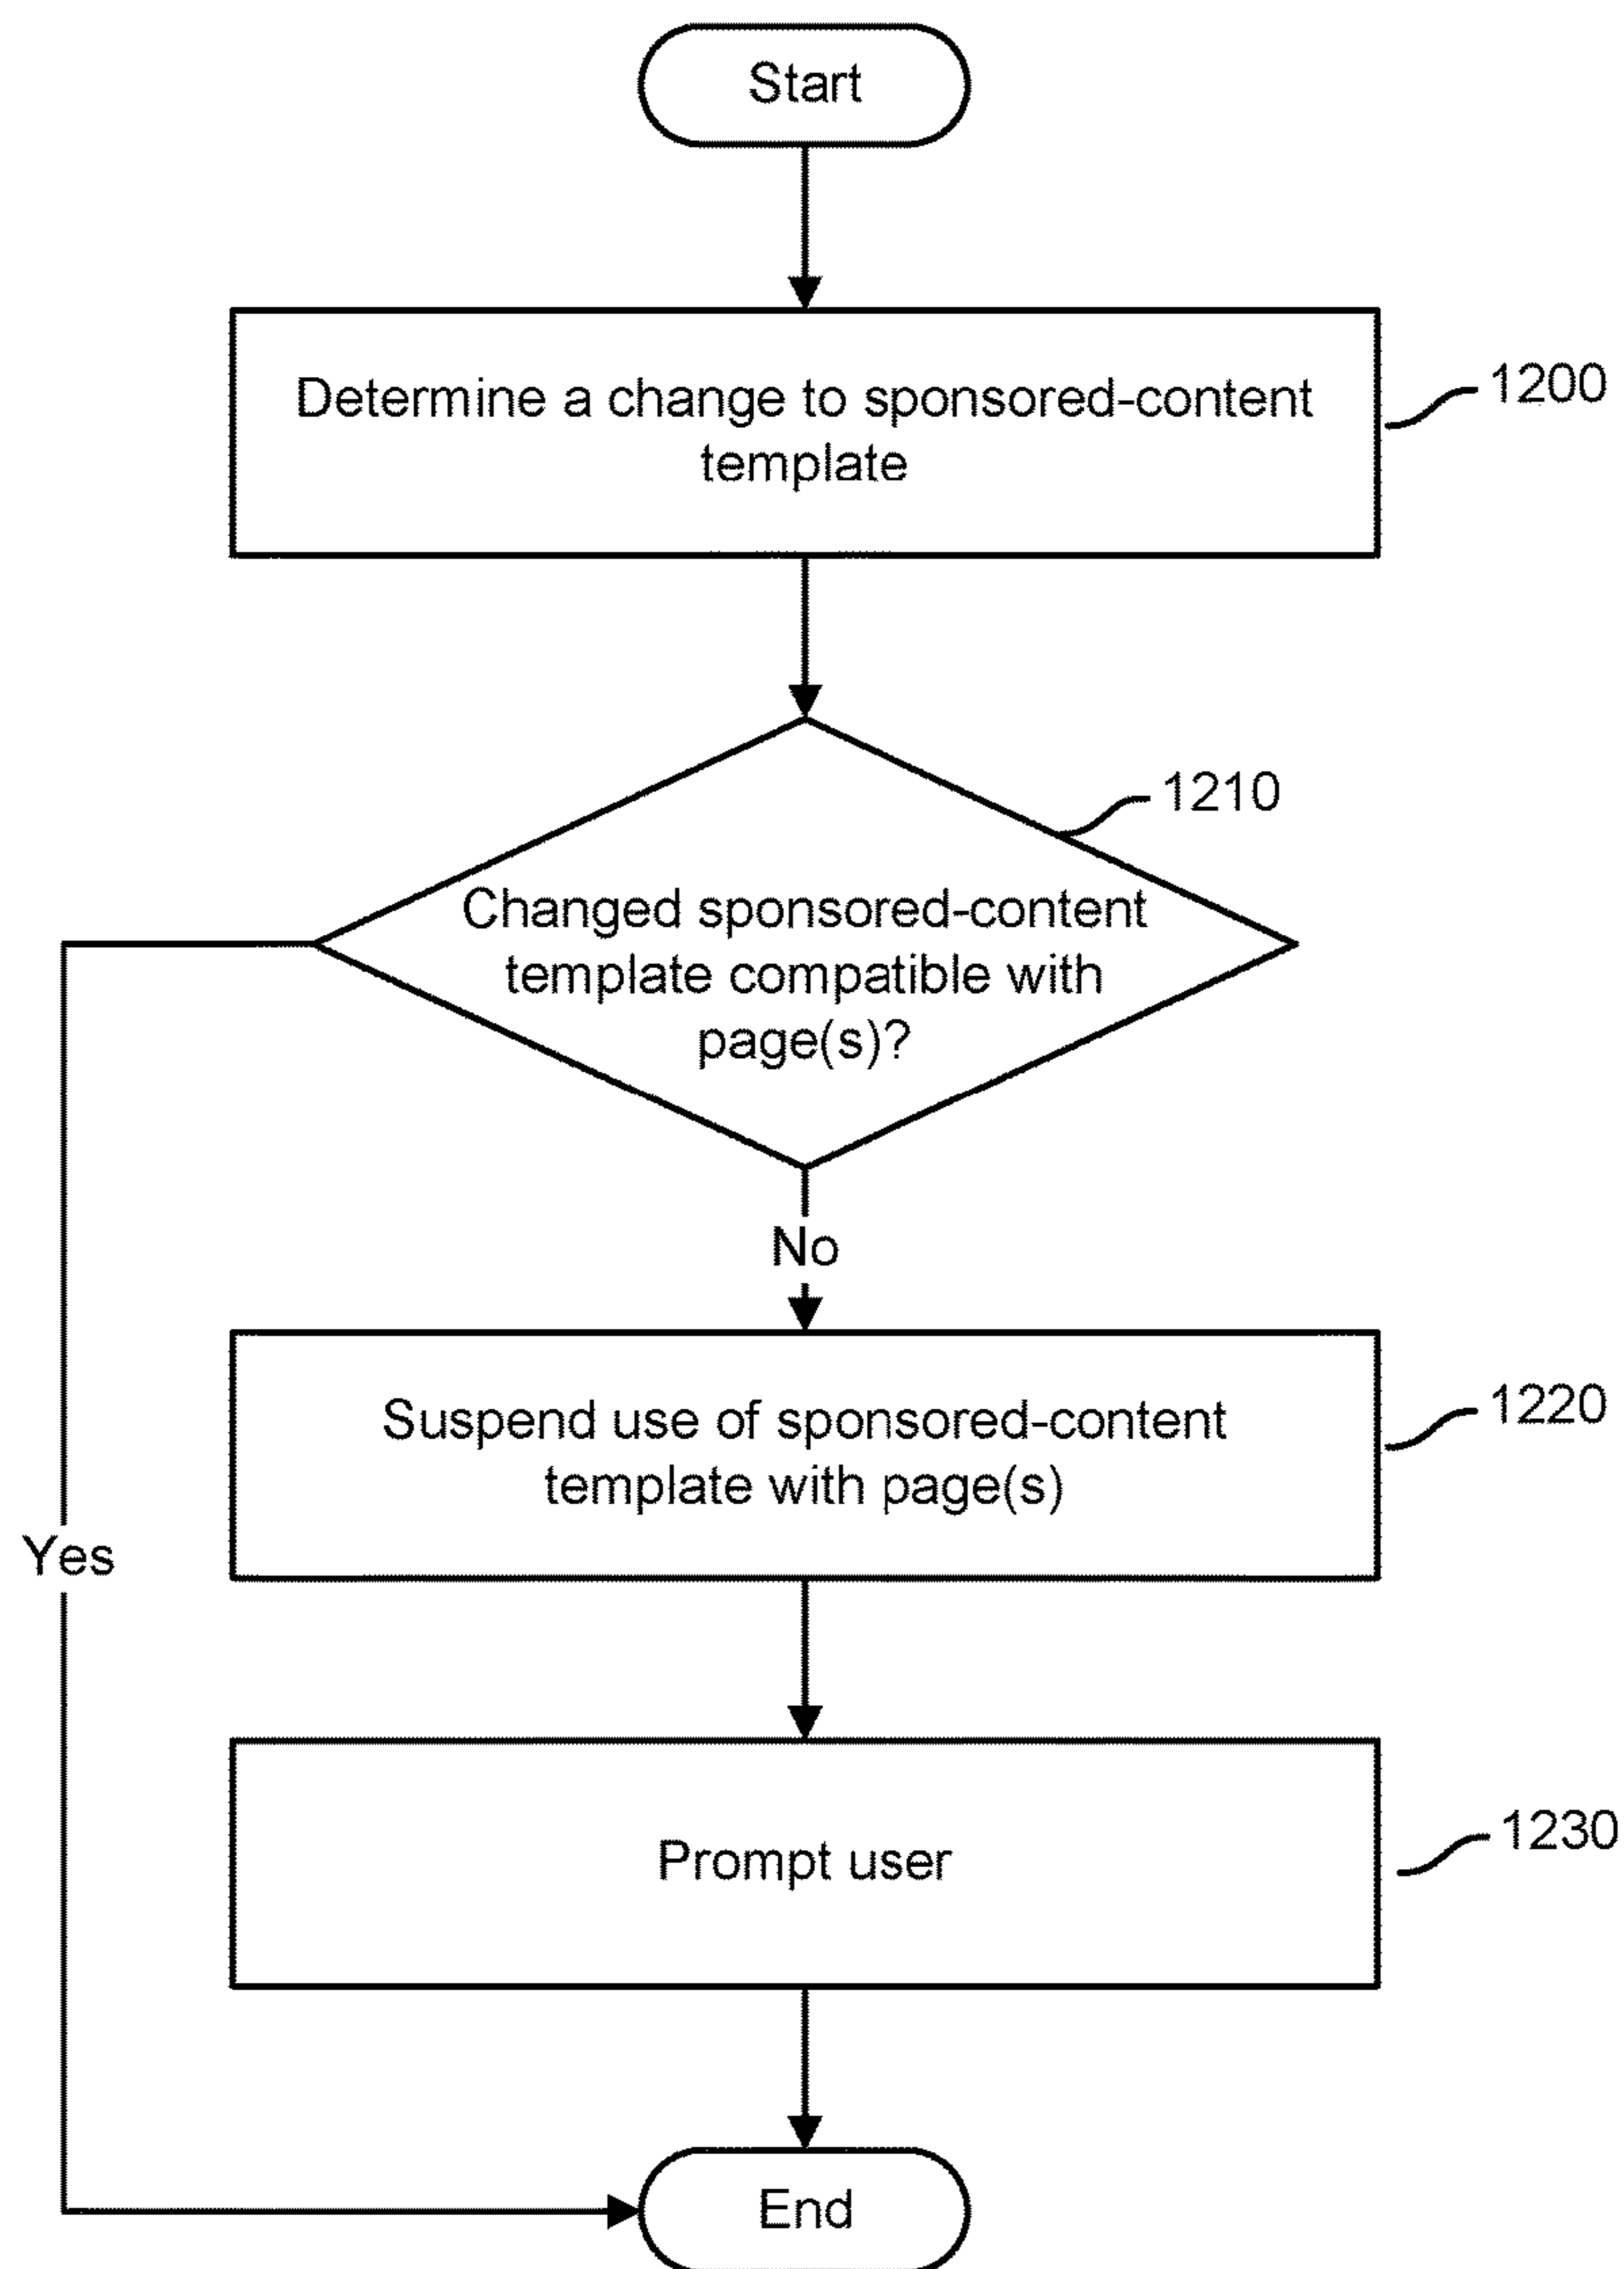 Start
Determine a change to sponsored-content
template
1200
1210
Changed sponsored-content
template compatible with
page(s)?
No
Suspend use of sponsored-content
template with page(s)
1220
Yes
Prompt user
1230
End